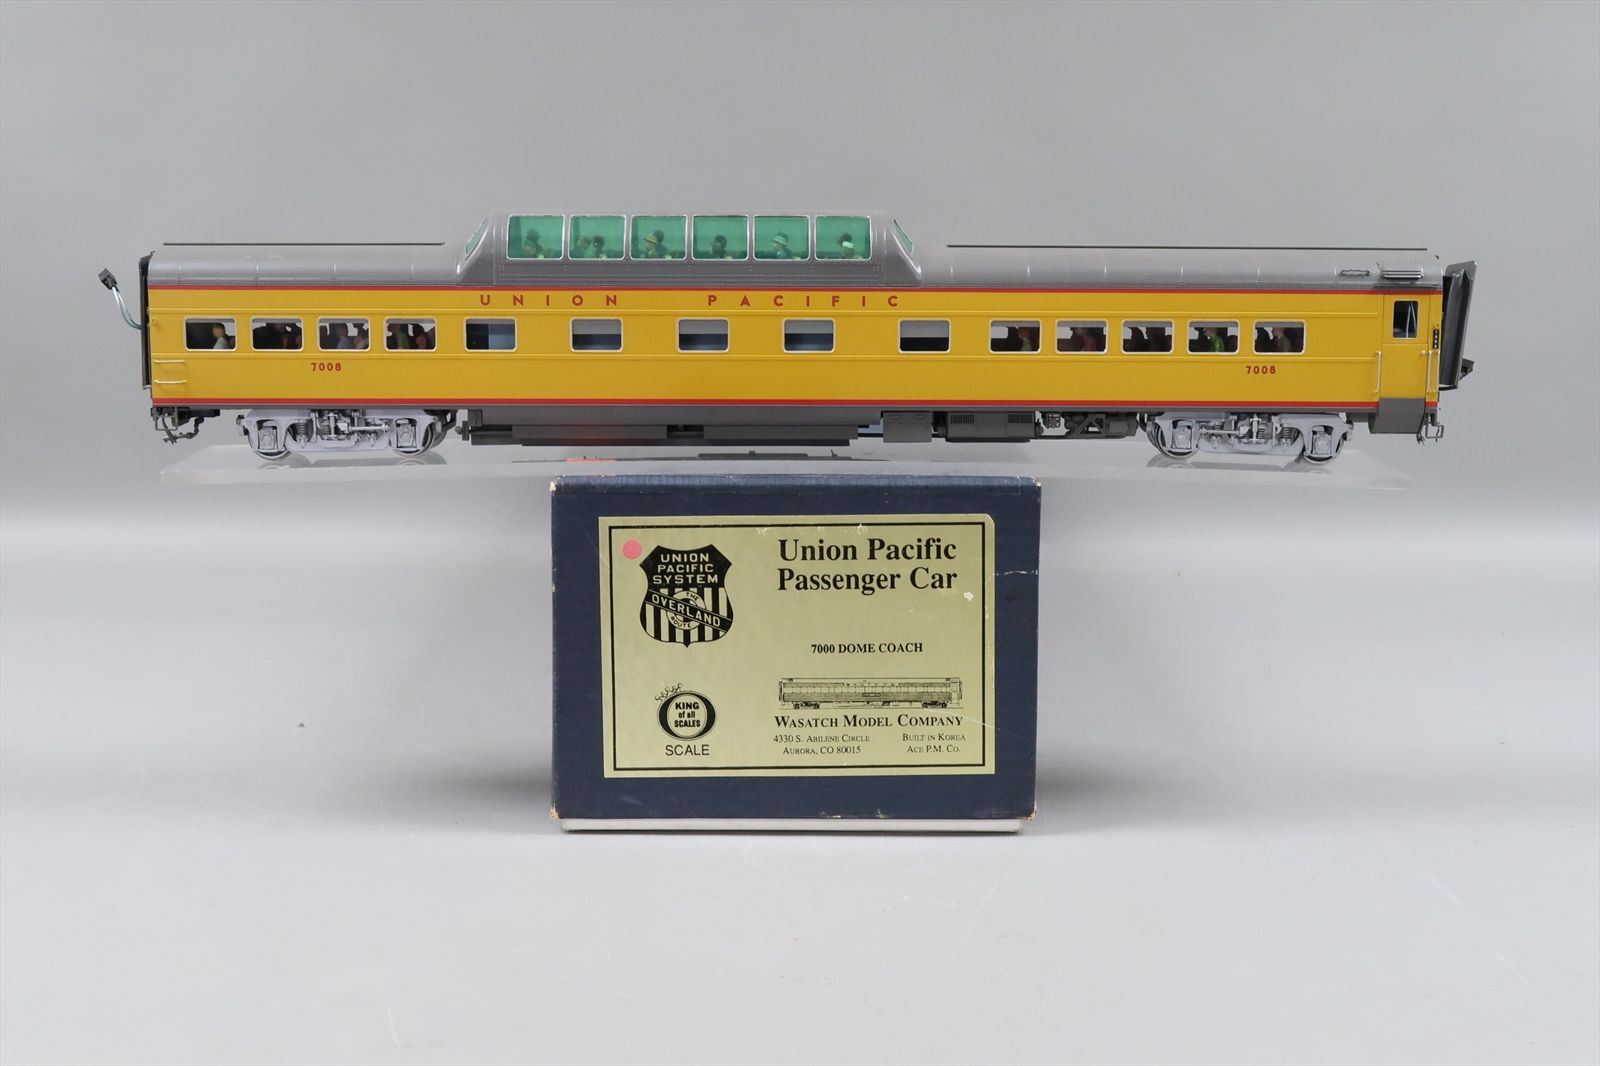 UNION PACIFIC
7008
7008
UNION
PACIFIC
SYSTEM
THE
OVERLAND
ROUTE
Union Pacific
Passenger Car
7000 DOME COACH
KING
of all
SCALES
SCALE
WASATCH MODEL COMPANY
4330 S. ABILENE CIRCLE
AURORA, CO 80015
BUILT IN KOREA
ACE P.M. CO.